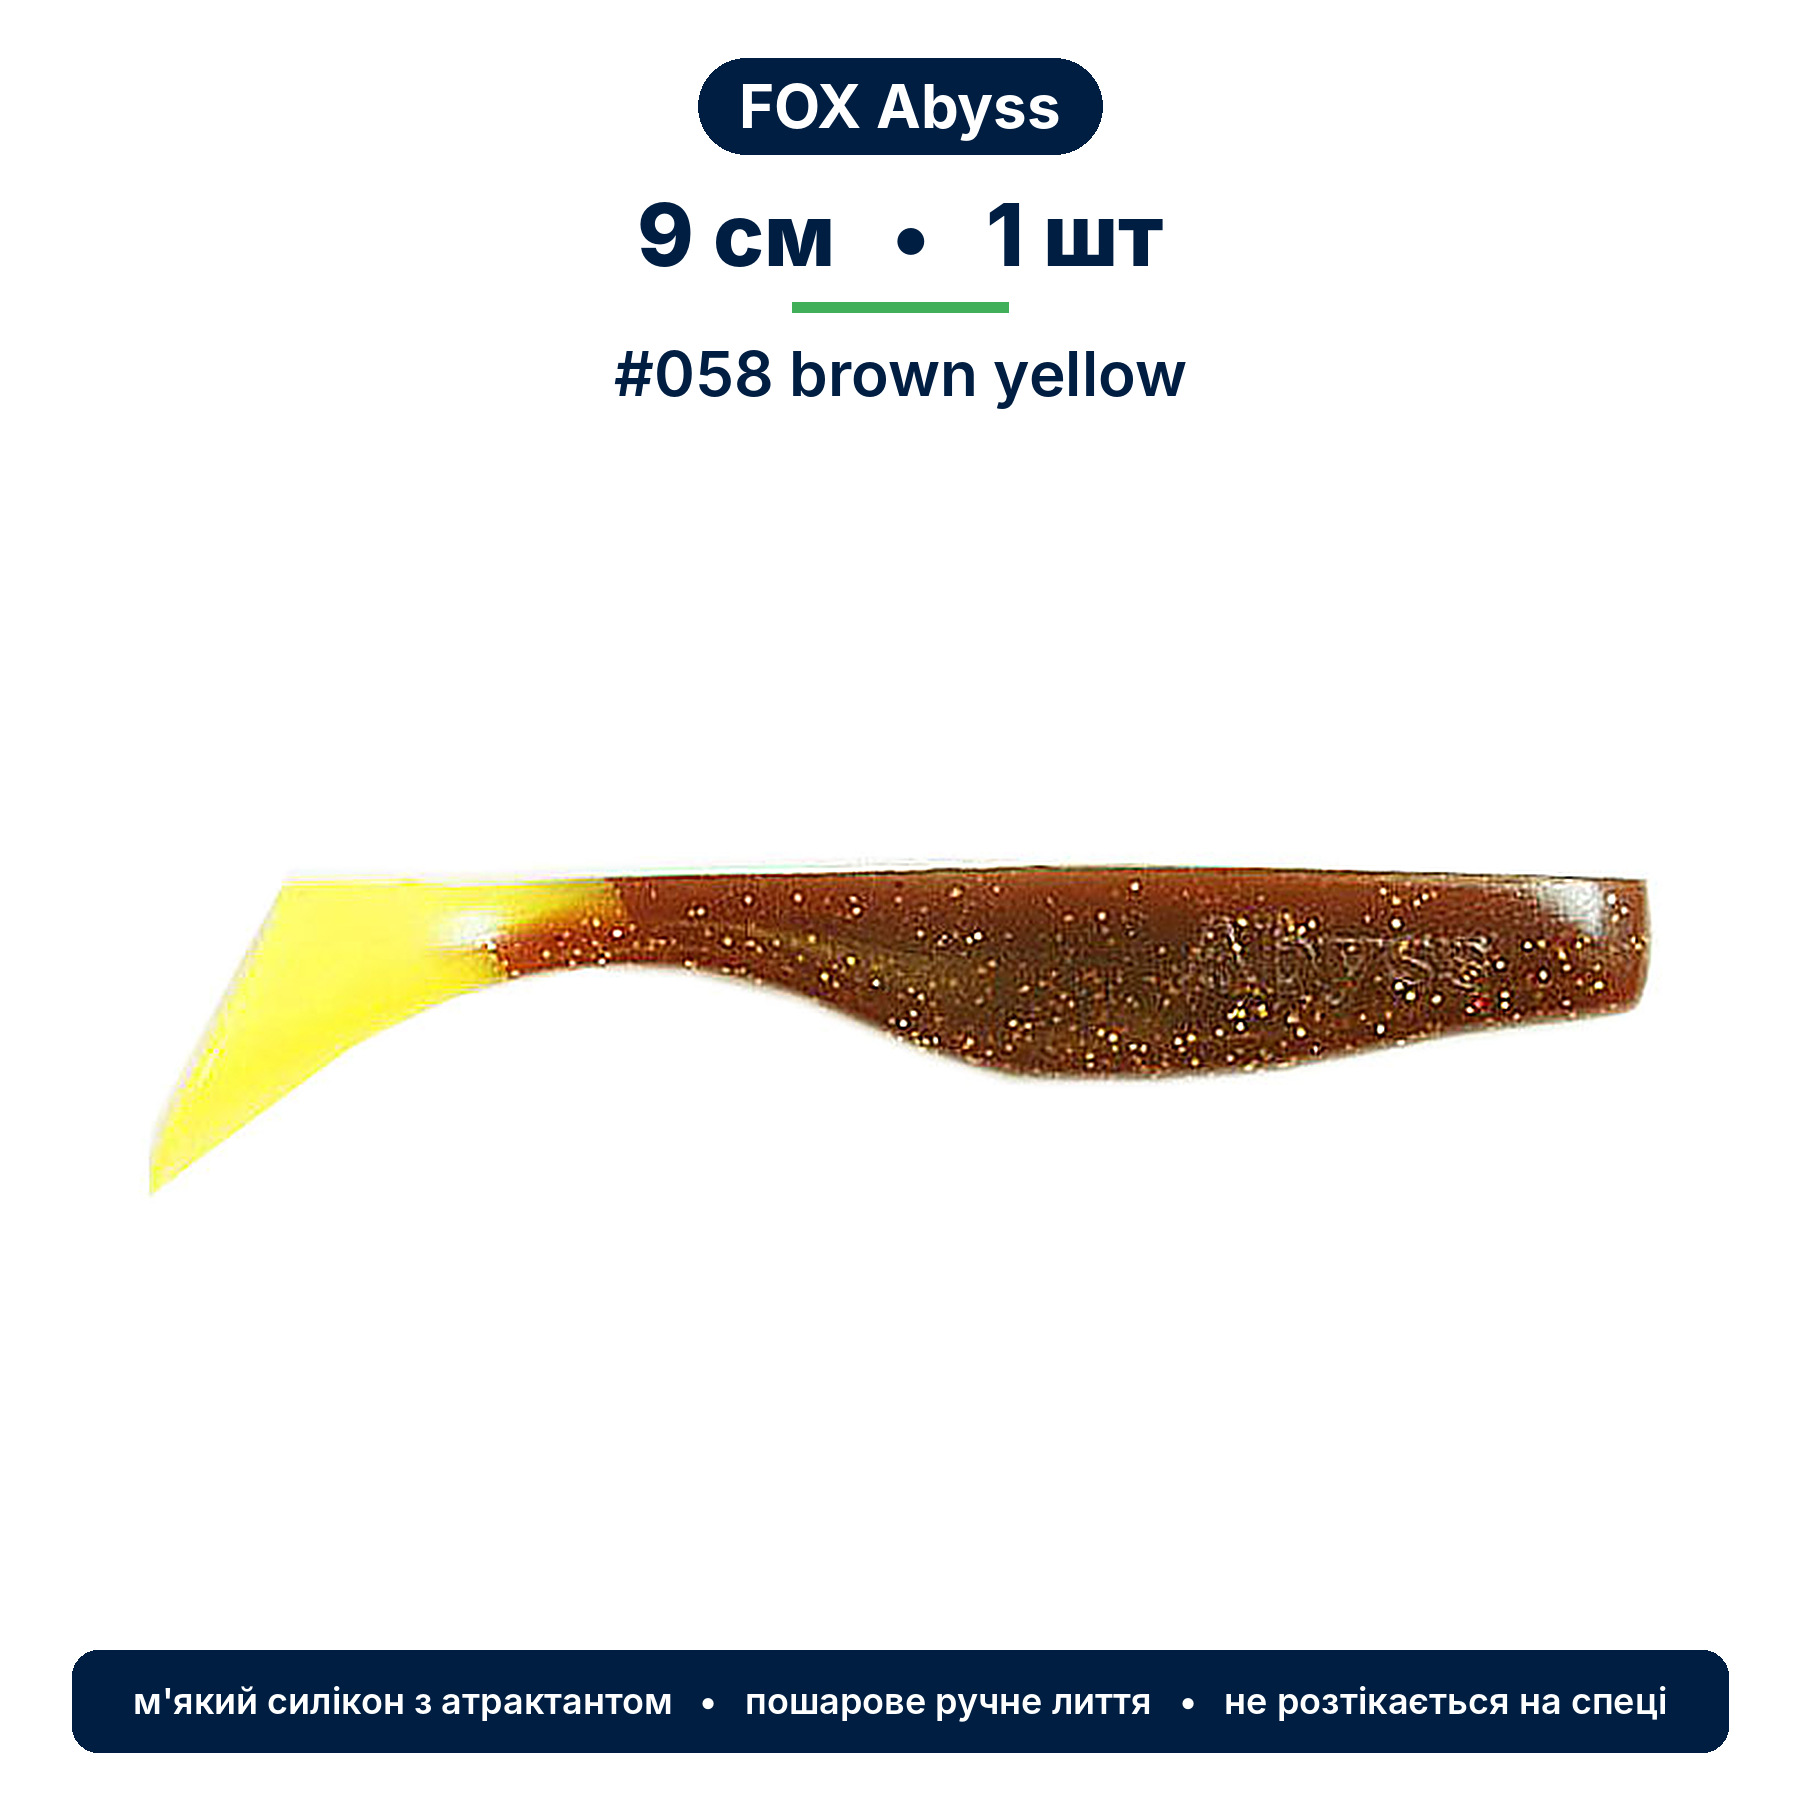 FOX Abyss
9 см • 1 шт
#058 brown yellow
Abyss
м'який силікон з атрактантом • пошарове ручне лиття • не розтікається на спеці